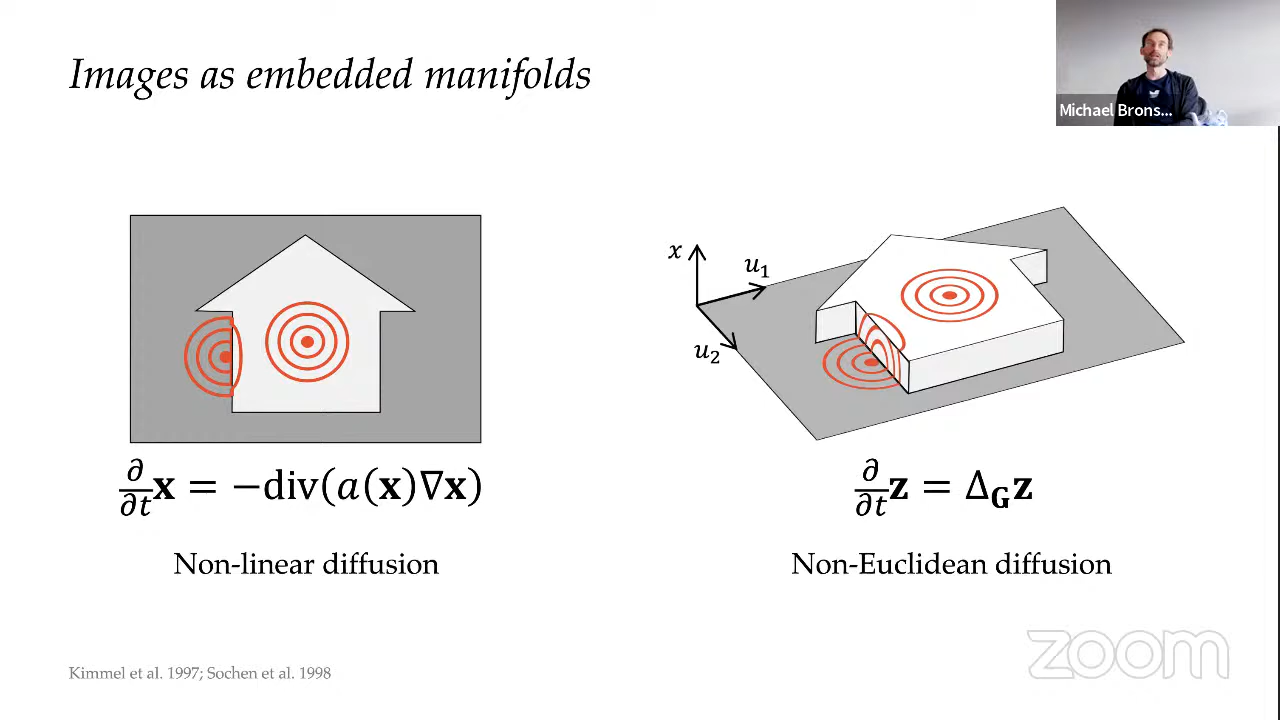 Images as embedded manifolds
Michael Brons...
x
u₁
u₂
∂/∂t 𝐱 = −div(a(𝐱)∇𝐱)
∂/∂t 𝐳 = Δ_𝐆 𝐳
Non-linear diffusion
Non-Euclidean diffusion
zoom
Kimmel et al. 1997; Sochen et al. 1998